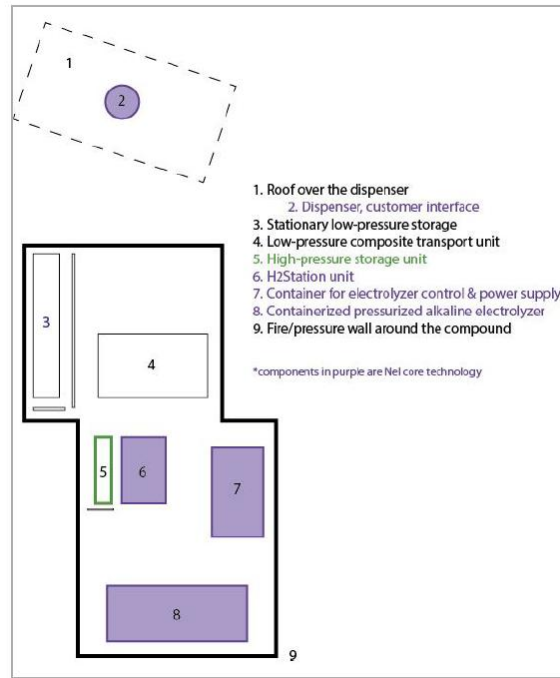 1
2
1. Roof over the dispenser
2. Dispenser, customer interface
3. Stationary low-pressure storage
4. Low-pressure composite transport unit
5. High-pressure storage unit
6. H2Station unit
7. Container for electrolyzer control & power supply
8. Containerized pressurized alkaline electrolyzer
9. Fire/pressure wall around the compound
*components in purple are Nel core technology
3
4
5
6
7
8
9